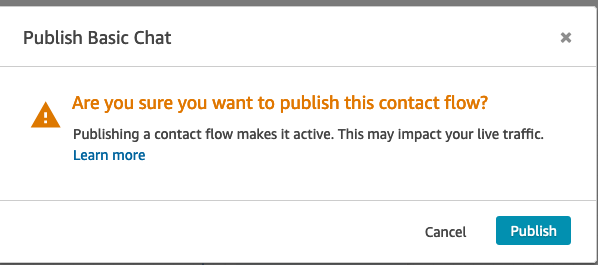 Publish Basic Chat
Are you sure you want to publish this contact flow?
Publishing a contact flow makes it active. This may impact your live traffic.
Learn more
Cancel
Publish